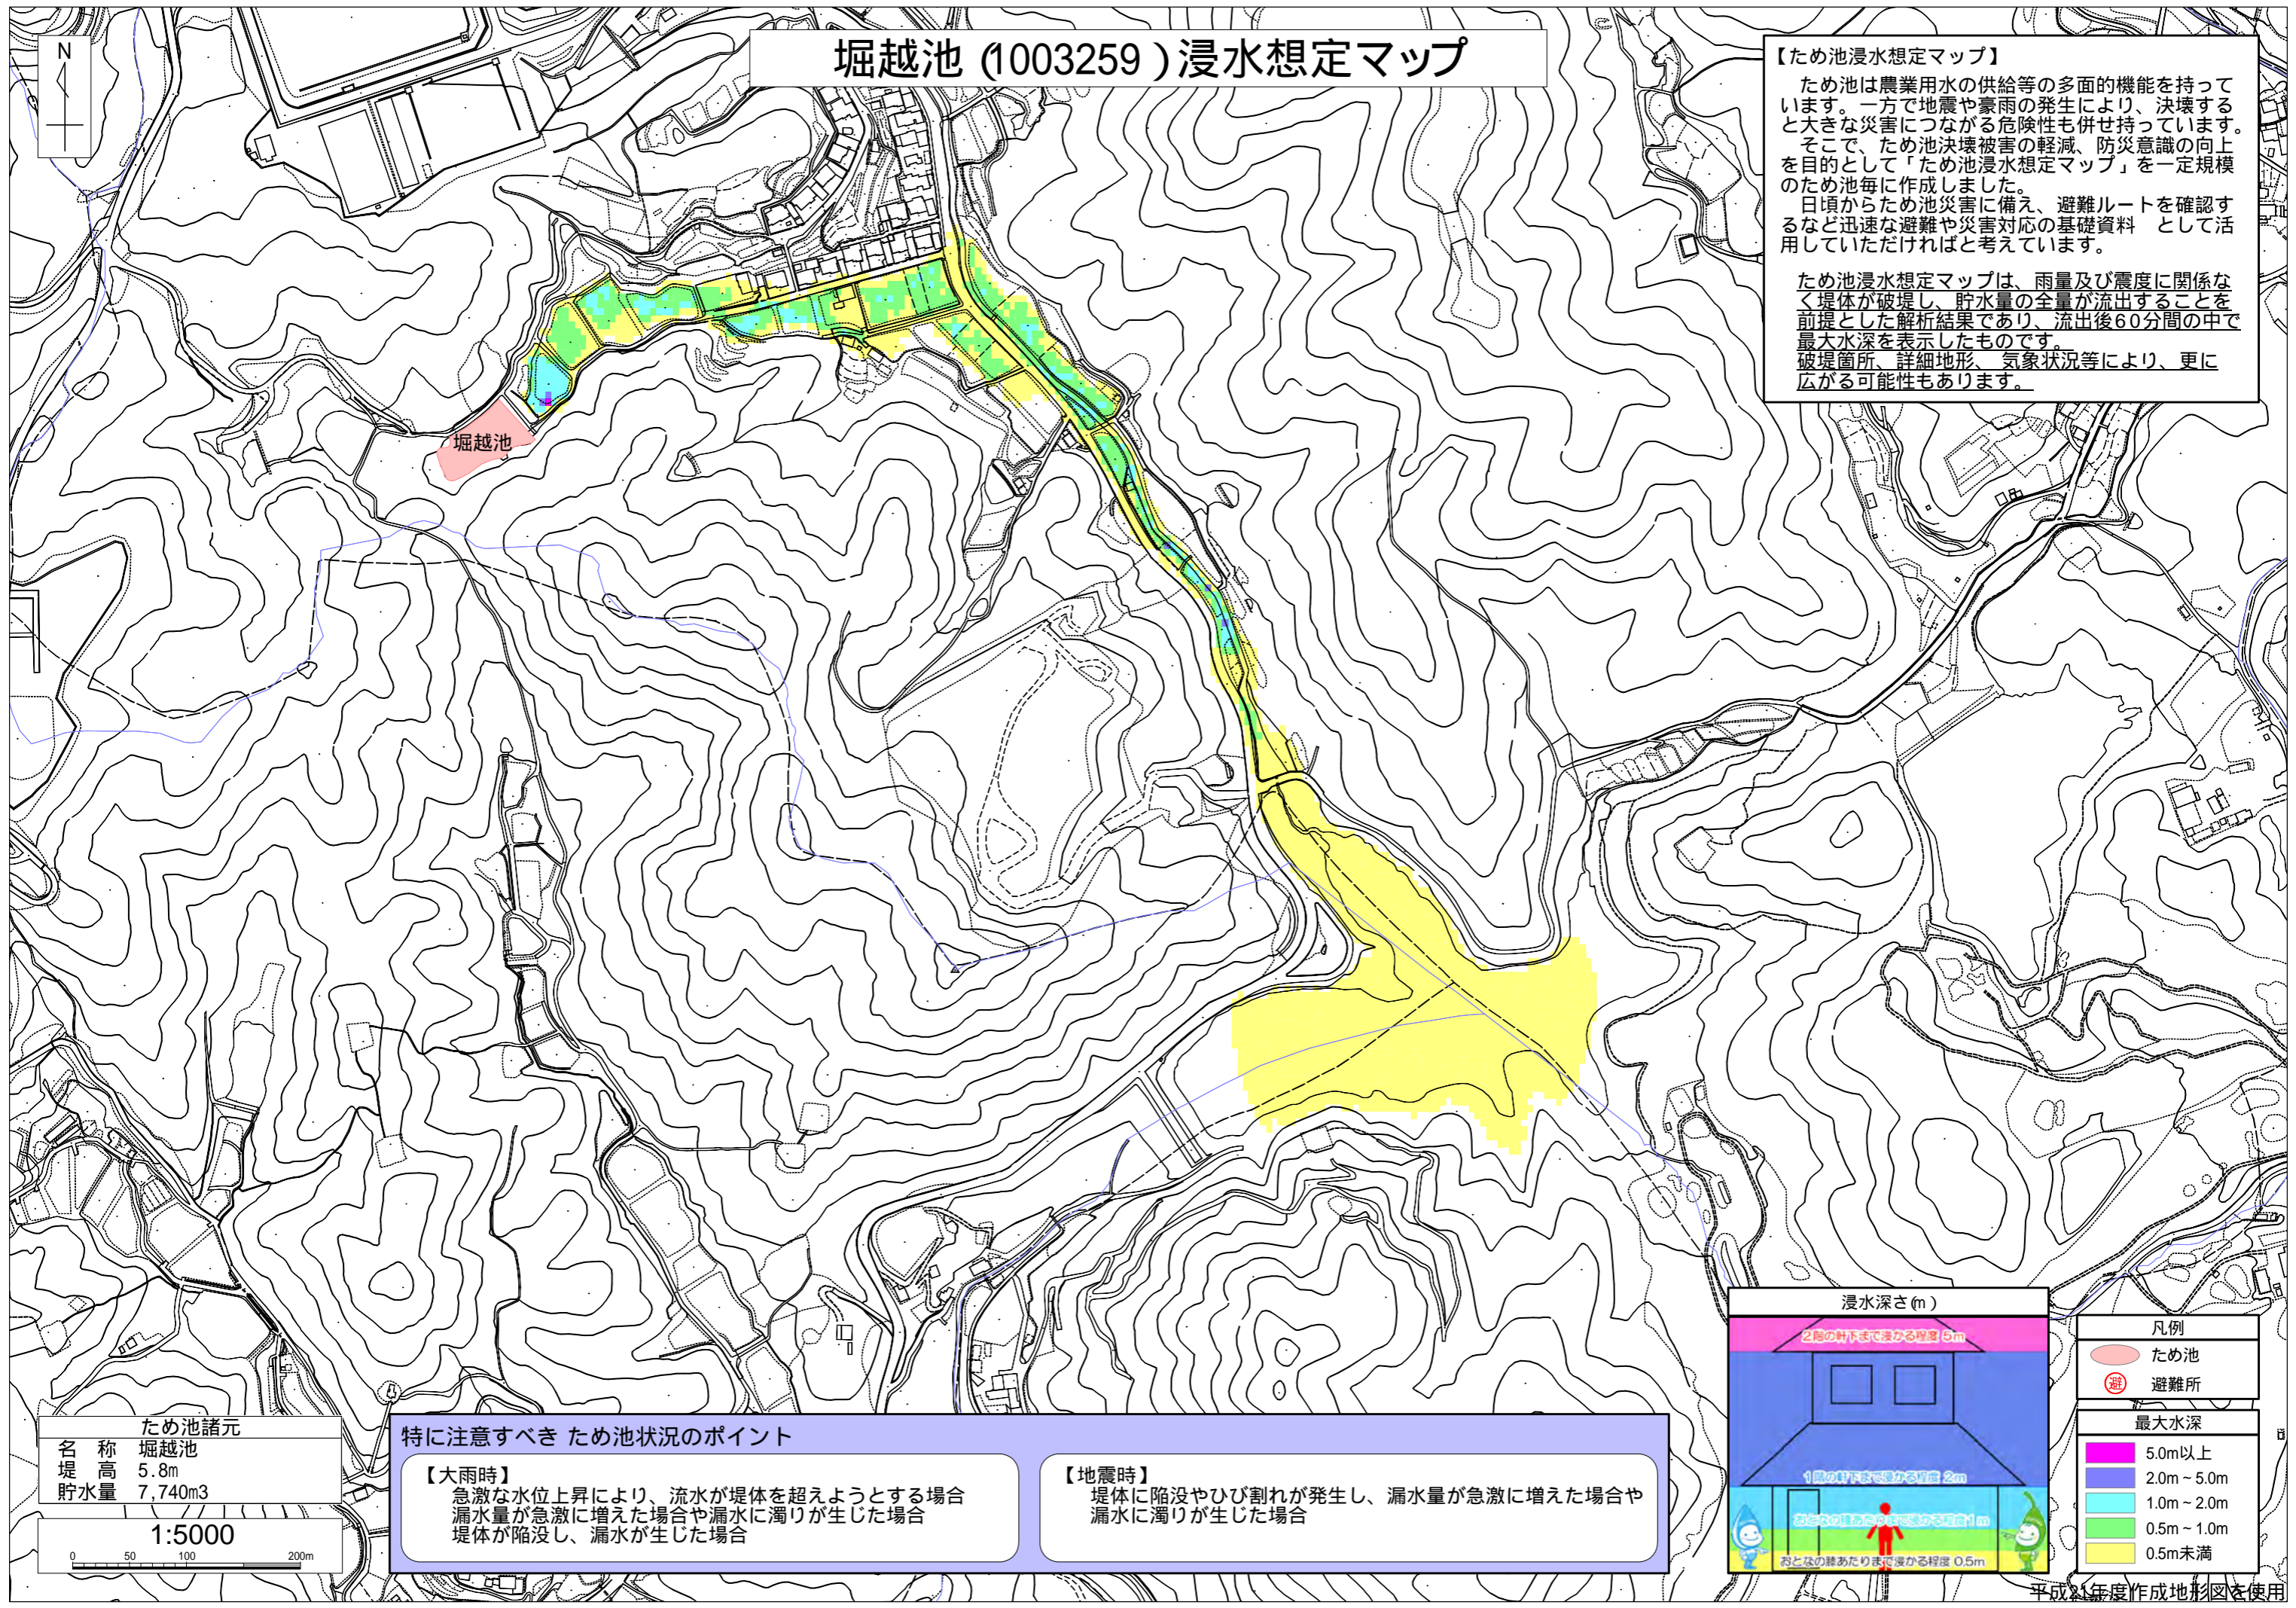 N
堀越池 (1003259 ) 浸水想定マップ
【ため池浸水想定マップ】
ため池は農業用水の供給等の多面的機能を持って
います。一方で地震や豪雨の発生により、決壊する
と大きな災害につながる危険性も併せ持っています。
そこで、ため池決壊被害の軽減、防災意識の向上
を目的として「ため池浸水想定マップ」を一定規模
のため池毎に作成しました。
日頃からため池災害に備え、避難ルートを確認す
るなど迅速な避難や災害対応の基礎資料　として活
用していただければと考えています。
ため池浸水想定マップは、雨量及び震度に関係な
く堤体が破堤し、貯水量の全量が流出することを
前提とした解析結果であり、流出後60分間の中で
最大水深を表示したものです。
破堤箇所、詳細地形、気象状況等により、更に
広がる可能性もあります。
堀越池
ため池諸元
名　称　堀越池
堤　高　5.8m
貯水量　7,740m3
1:5000
0 50 100 200m
特に注意すべき ため池状況のポイント
【大雨時】
急激な水位上昇により、流水が堤体を超えようとする場合
漏水量が急激に増えた場合や漏水に濁りが生じた場合
堤体が陥没し、漏水が生じた場合
【地震時】
堤体に陥没やひび割れが発生し、漏水量が急激に増えた場合や
漏水に濁りが生じた場合
浸水深さ(m)
2階の軒下まで浸かる程度 5m
1階の軒下まで浸かる程度 2m
おとなの腰あたりまで浸かる程度 1m
おとなの膝あたりまで浸かる程度 0.5m
凡例
ため池
避 避難所
最大水深
5.0m以上
2.0m～5.0m
1.0m～2.0m
0.5m～1.0m
0.5m未満
平成21年度作成地形図を使用